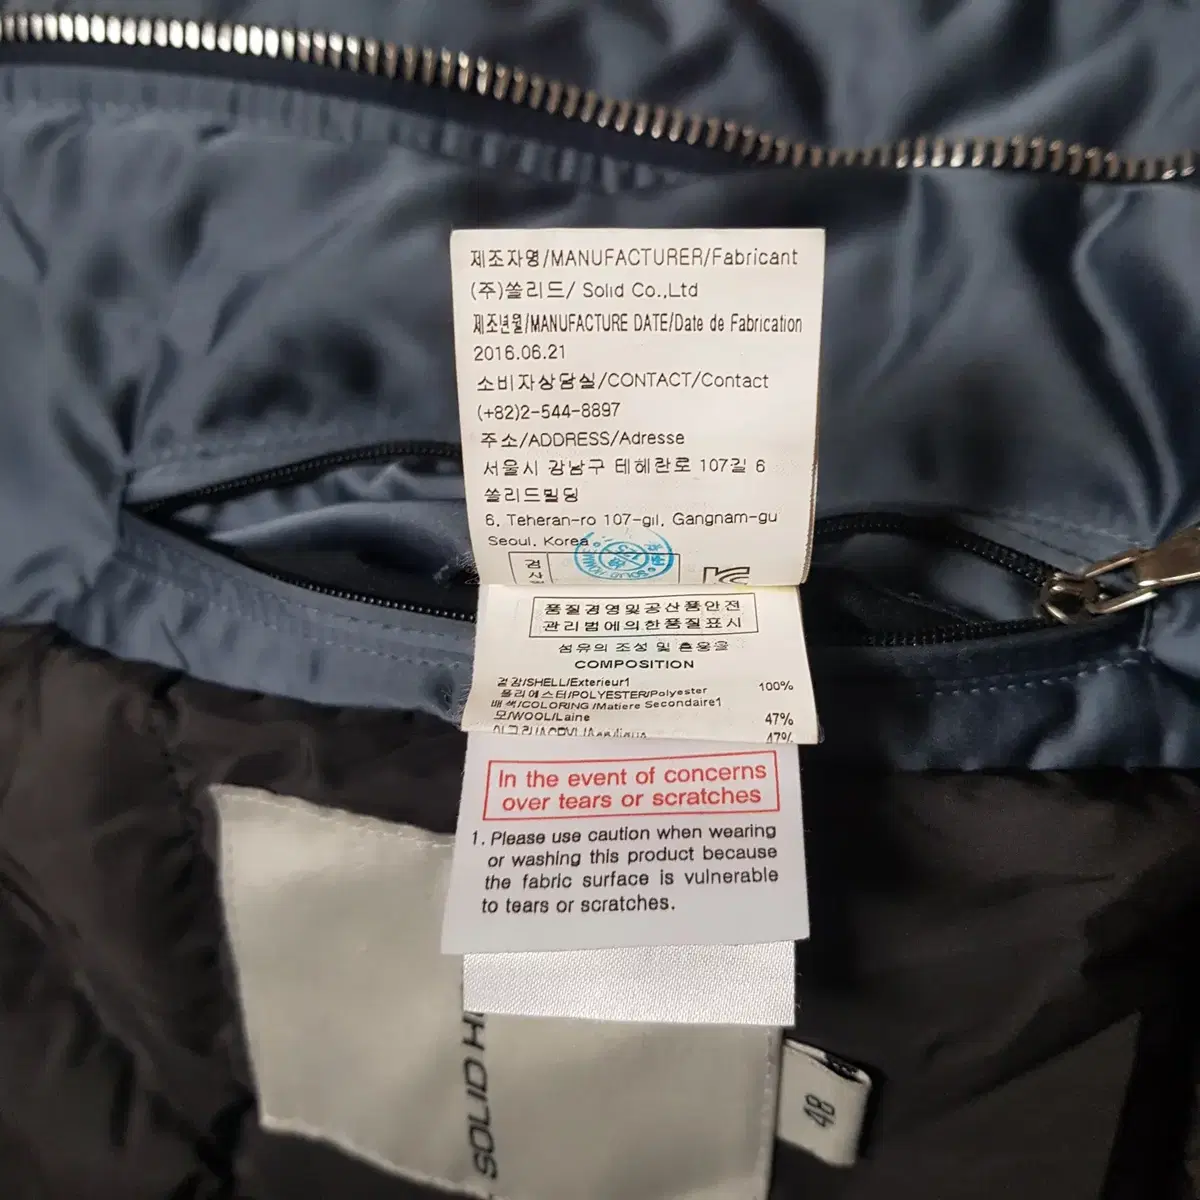 제조자명/MANUFACTURER/Fabricant
(주)쏠리드/ Solid Co.,Ltd
제조년월/MANUFACTURE DATE/Date de Fabrication
2016.06.21
소비자상담실/CONTACT/Contact
(+82)2-544-8897
주소/ADDRESS/Adresse
서울시 강남구 테헤란로 107길 6
쏠리드빌딩
6, Teheran-ro 107-gil, Gangnam-gu
Seoul, Korea
검
사
품질경영및공산품안전
관리법에의한품질표시
섬유의 조성 및 혼용율
COMPOSITION
겉감/SHELL/Exterieur1
폴리에스터/POLYESTER/Polyester 100%
배색/COLORING /Matiere Secondaire1
모/WOOL/Laine 47%
47%
In the event of concerns
over tears or scratches
1. Please use caution when wearing
or washing this product because
the fabric surface is vulnerable
to tears or scratches.
SOLID
48